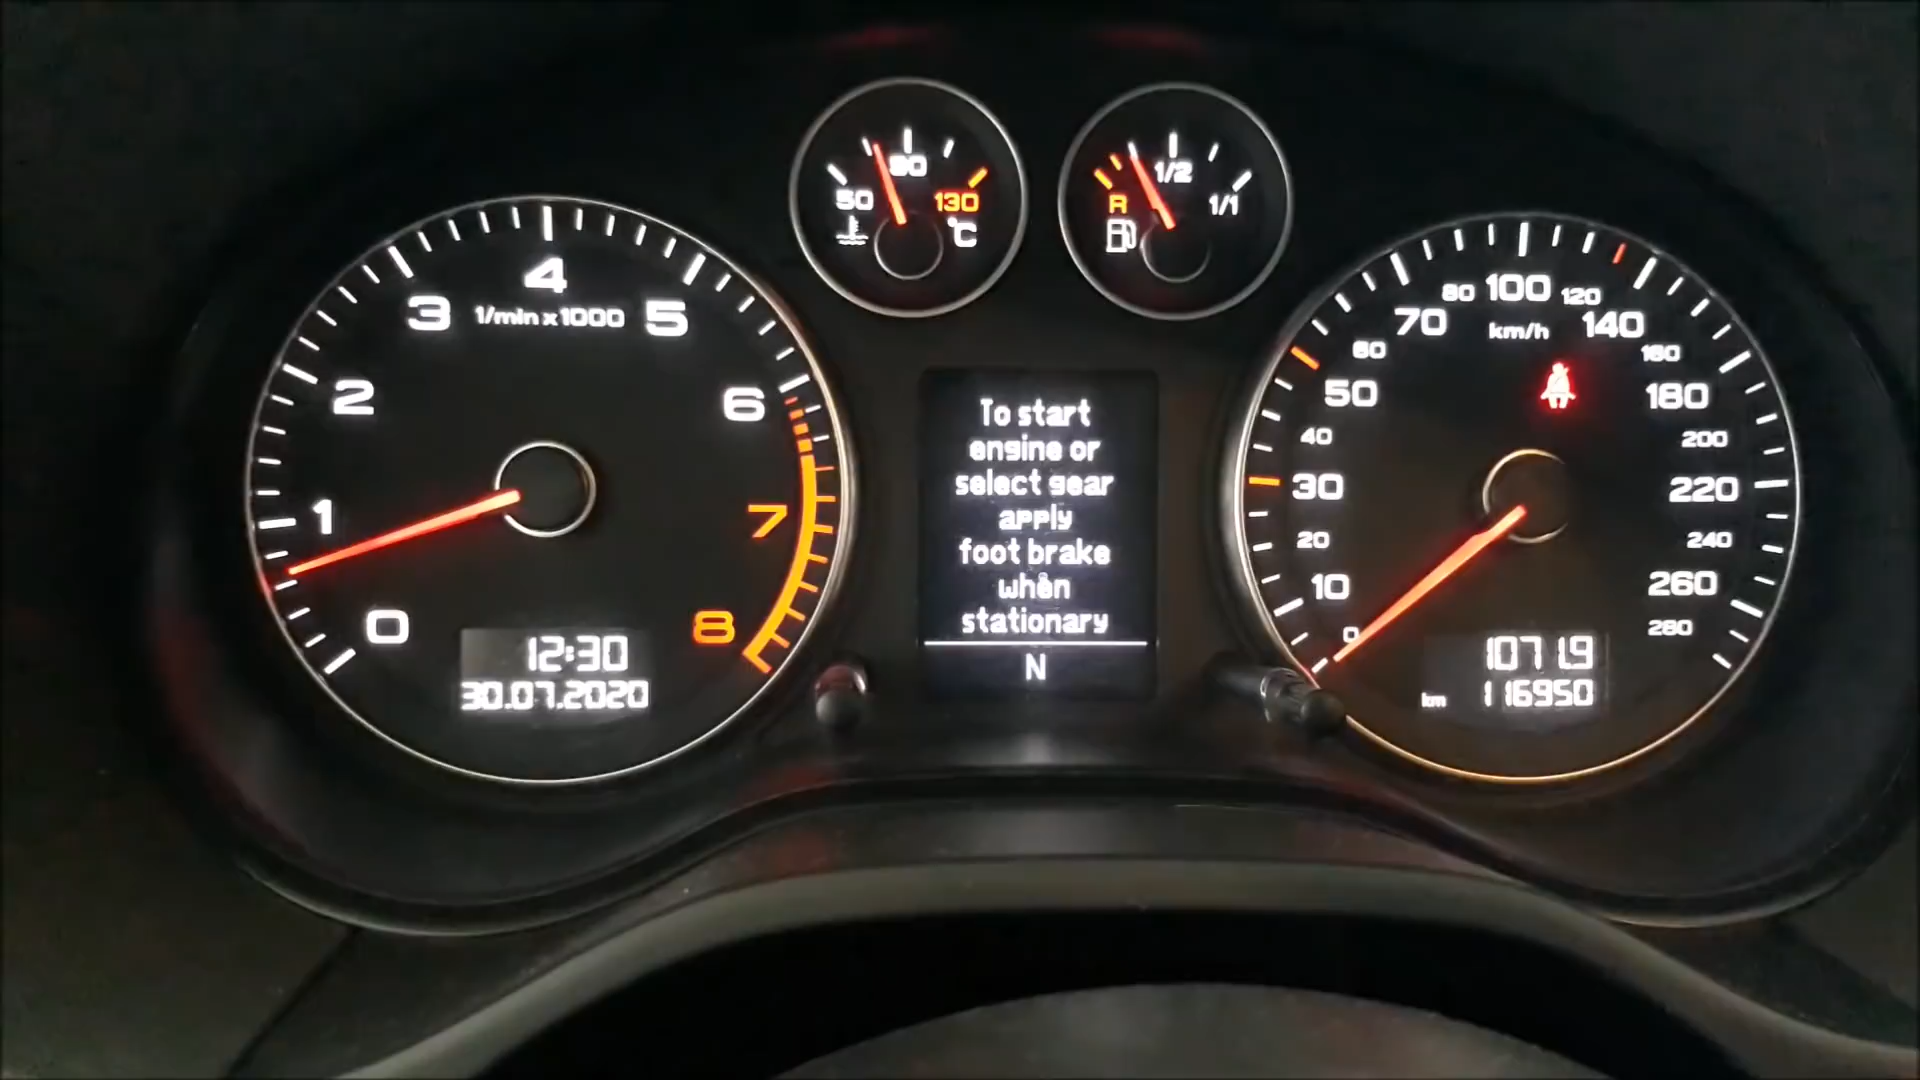 90
50
130
°C
1/2
R
1/1
4
3
5
1/min x1000
2
6
1
7
0
8
12:30
30.07.2020
To start
engine or
select gear
apply
foot brake
when
stationary
N
80 100 120
70
km/h
140
60
160
50
180
40
200
30
220
20
240
10
260
0
280
1071.9
km 116950